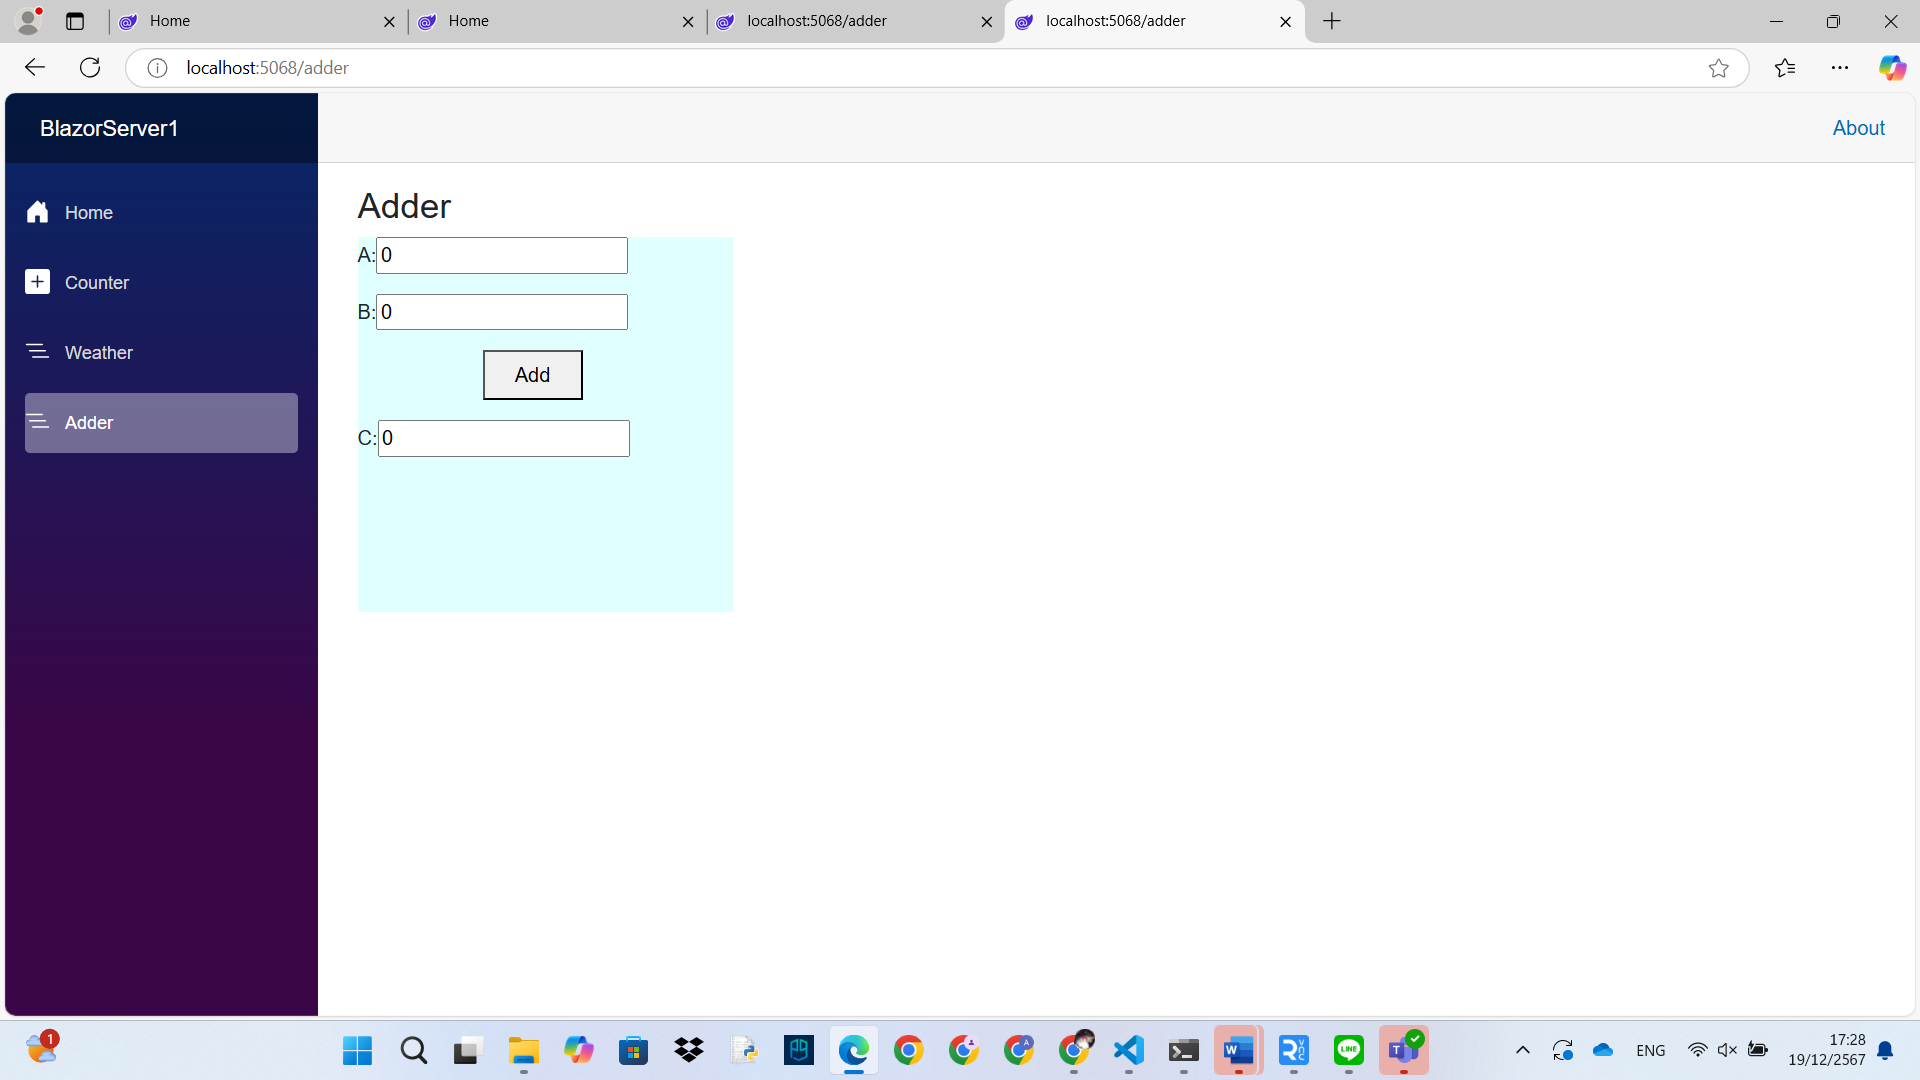 Home
Home
localhost:5068/adder
localhost:5068/adder
localhost:5068/adder
BlazorServer1
About
Home
Counter
Weather
Adder
Adder
A:0
B:0
Add
C:0
1
ENG
17:28
19/12/2567